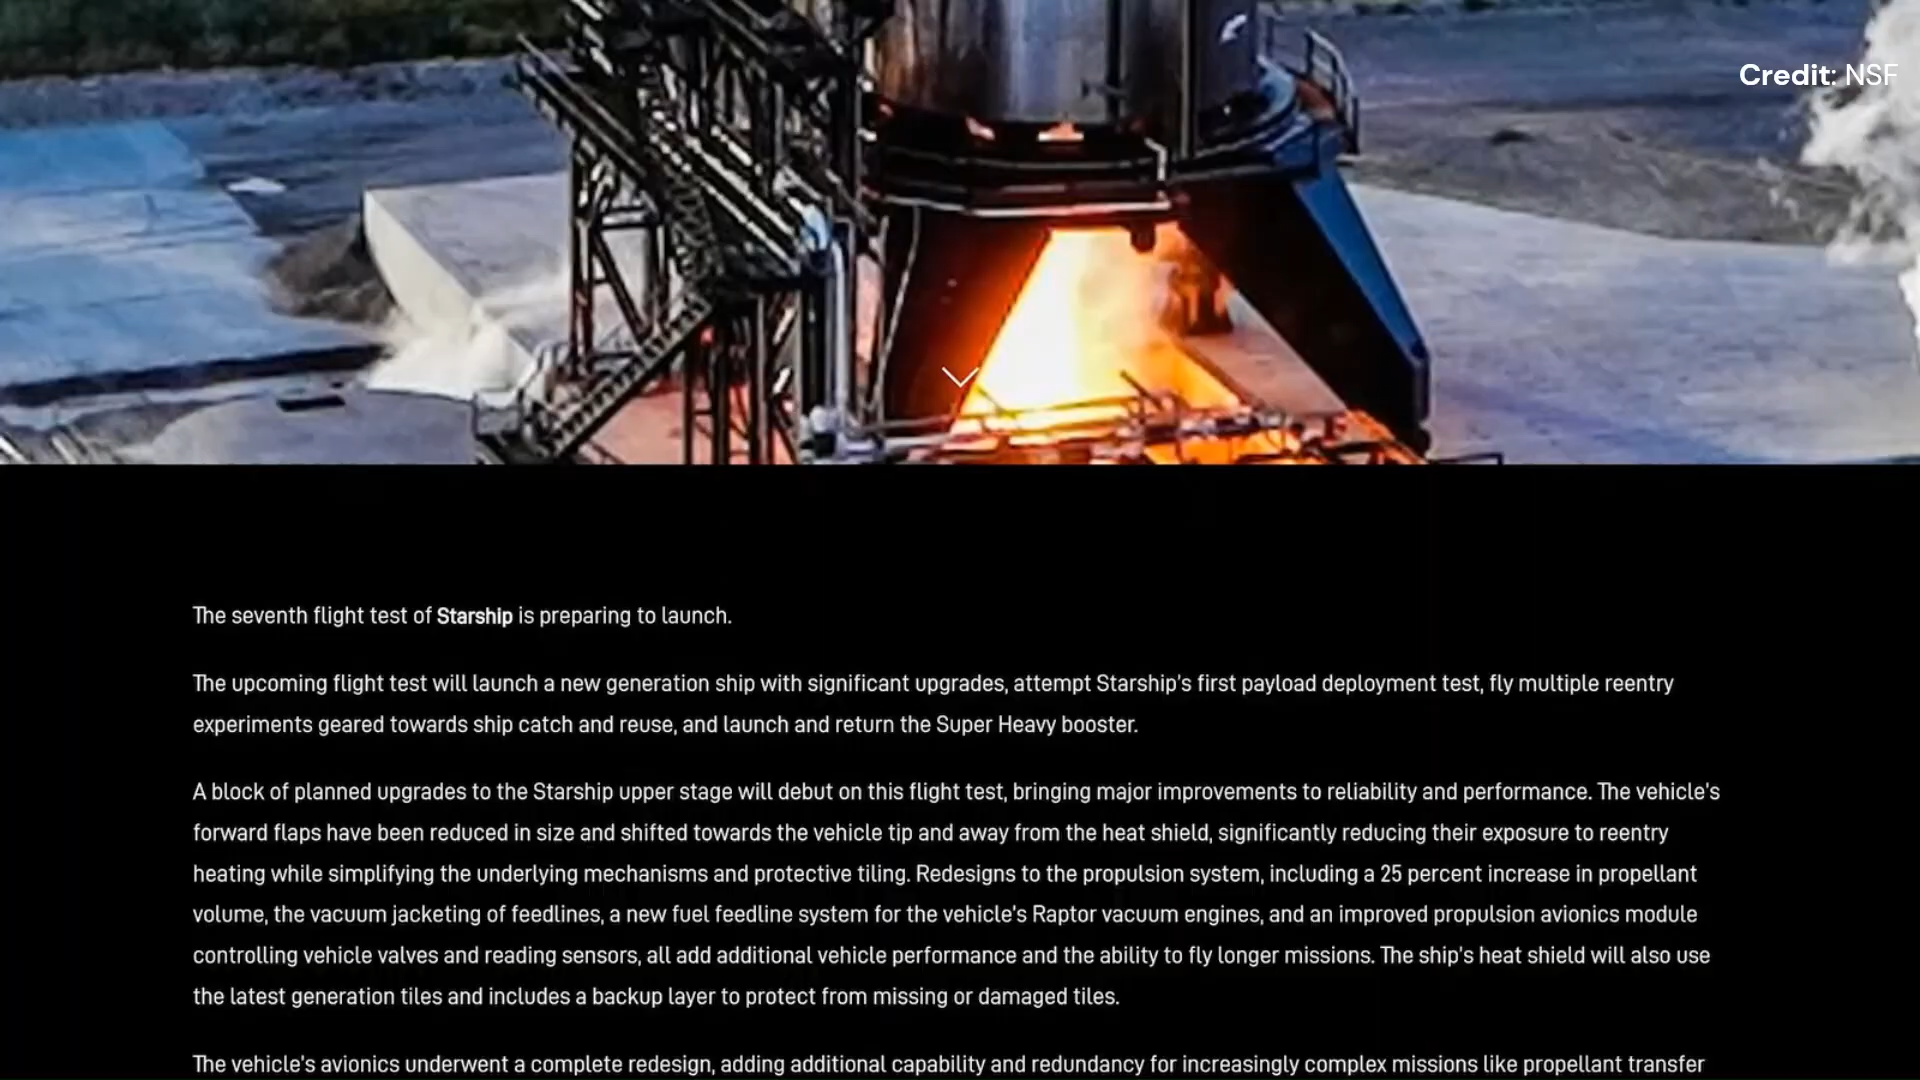 Credit: NSF
The seventh flight test of Starship is preparing to launch.
The upcoming flight test will launch a new generation ship with significant upgrades, attempt Starship's first payload deployment test, fly multiple reentry
experiments geared towards ship catch and reuse, and launch and return the Super Heavy booster.
A block of planned upgrades to the Starship upper stage will debut on this flight test, bringing major improvements to reliability and performance. The vehicle's
forward flaps have been reduced in size and shifted towards the vehicle tip and away from the heat shield, significantly reducing their exposure to reentry
heating while simplifying the underlying mechanisms and protective tiling. Redesigns to the propulsion system, including a 25 percent increase in propellant
volume, the vacuum jacketing of feedlines, a new fuel feedline system for the vehicle's Raptor vacuum engines, and an improved propulsion avionics module
controlling vehicle valves and reading sensors, all add additional vehicle performance and the ability to fly longer missions. The ship's heat shield will also use
the latest generation tiles and includes a backup layer to protect from missing or damaged tiles.
The vehicle's avionics underwent a complete redesign, adding additional capability and redundancy for increasingly complex missions like propellant transfer